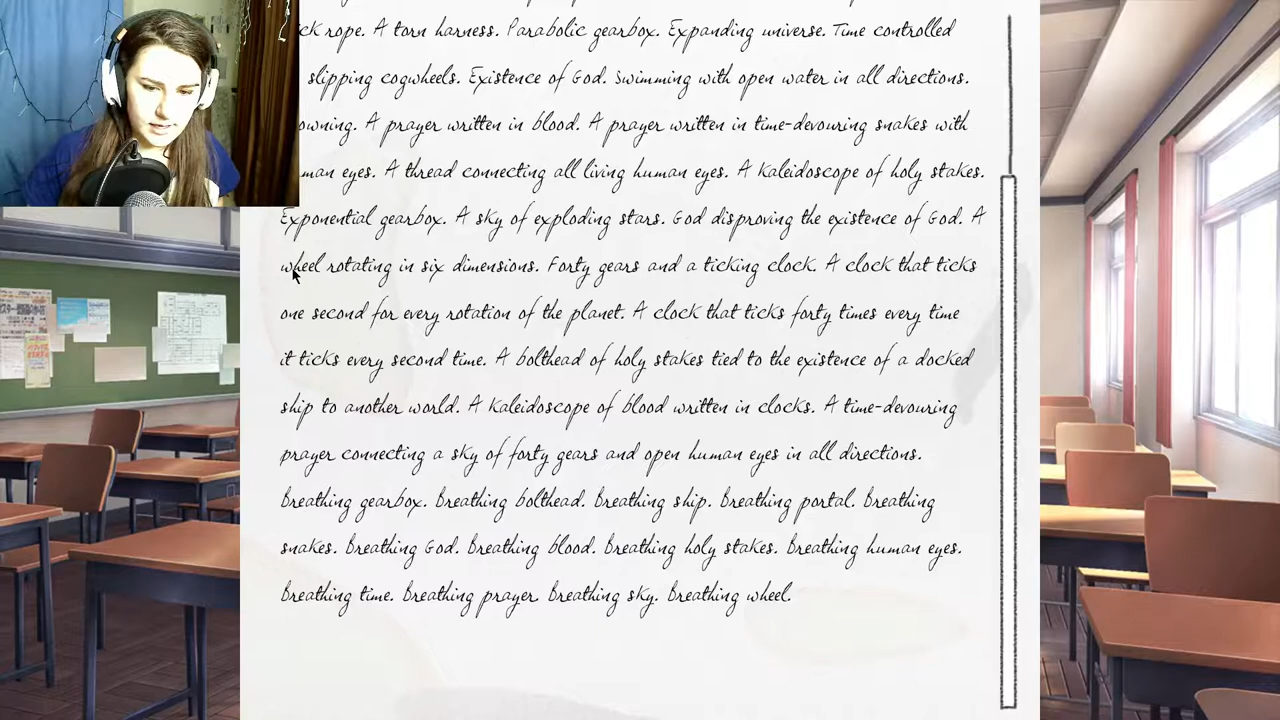 rope. A torn harness. Parabolic gearbox. Expanding universe. Time controlled
slipping cogwheels. Existence of God. Swimming with open water in all directions.
A prayer written in blood. A prayer written in time-devouring snakes with
eyes. A thread connecting all living human eyes. A kaleidoscope of holy stakes.
Exponential gearbox. A sky of exploding stars. God disproving the existence of God. A
wheel rotating in six dimensions. Forty gears and a ticking clock. A clock that ticks
one second for every rotation of the planet. A clock that ticks forty times every time
it ticks every second time. A bolthead of holy stakes tied to the existence of a docked
ship to another world. A kaleidoscope of blood written in clocks. A time-devouring
prayer connecting a sky of forty gears and open human eyes in all directions.
Breathing gearbox. Breathing bolthead. Breathing ship. Breathing portal. Breathing
snakes. Breathing God. Breathing blood. Breathing holy stakes. Breathing human eyes.
Breathing time. Breathing prayer. Breathing sky. Breathing wheel.